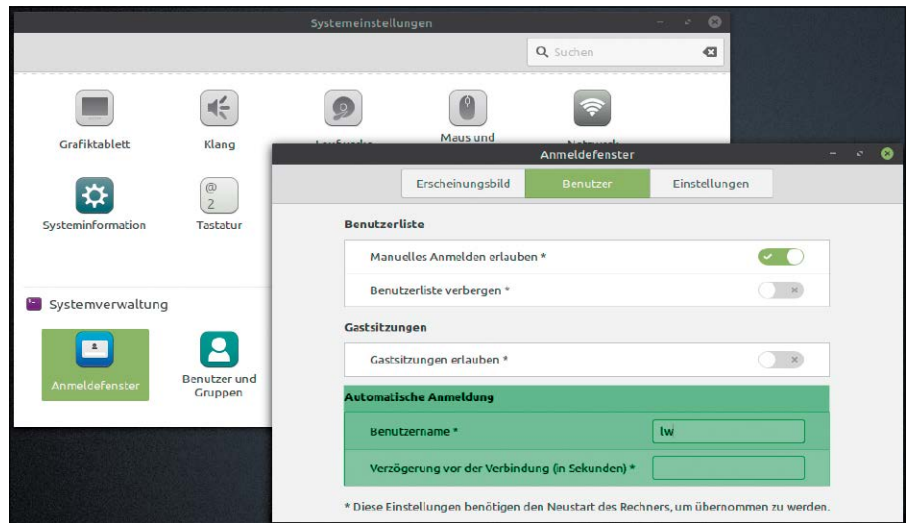 Systemeinstellungen
Suchen
Grafiktablett
Klang
Maus und
Anmeldefenster
Erscheinungsbild
Benutzer
Einstellungen
@
2
Systeminformation
Tastatur
Benutzerliste
Manuelles Anmelden erlauben *
Benutzerliste verbergen *
Systemverwaltung
Gastsitzungen
Gastsitzungen erlauben *
Anmeldefenster
Benutzer und
Gruppen
Automatische Anmeldung
Benutzername *
lw
Verzögerung vor der Verbindung (in Sekunden) *
* Diese Einstellungen benötigen den Neustart des Rechners, um übernommen zu werden.